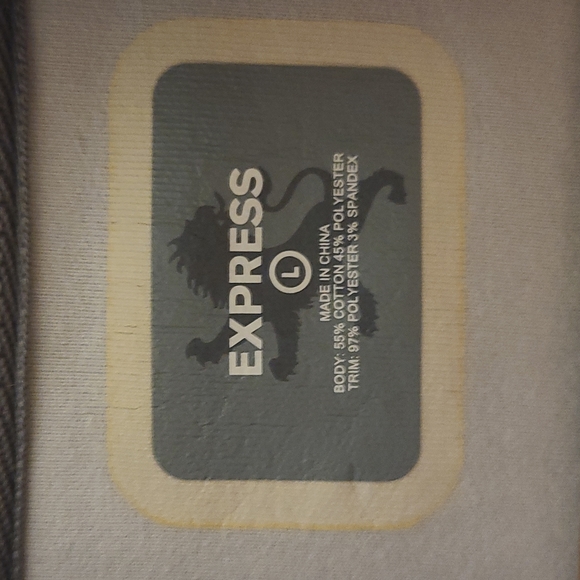 EXPRESS
L
MADE IN CHINA
BODY: 55% COTTON 45% POLYESTER
TRIM: 97% POLYESTER 3% SPANDEX